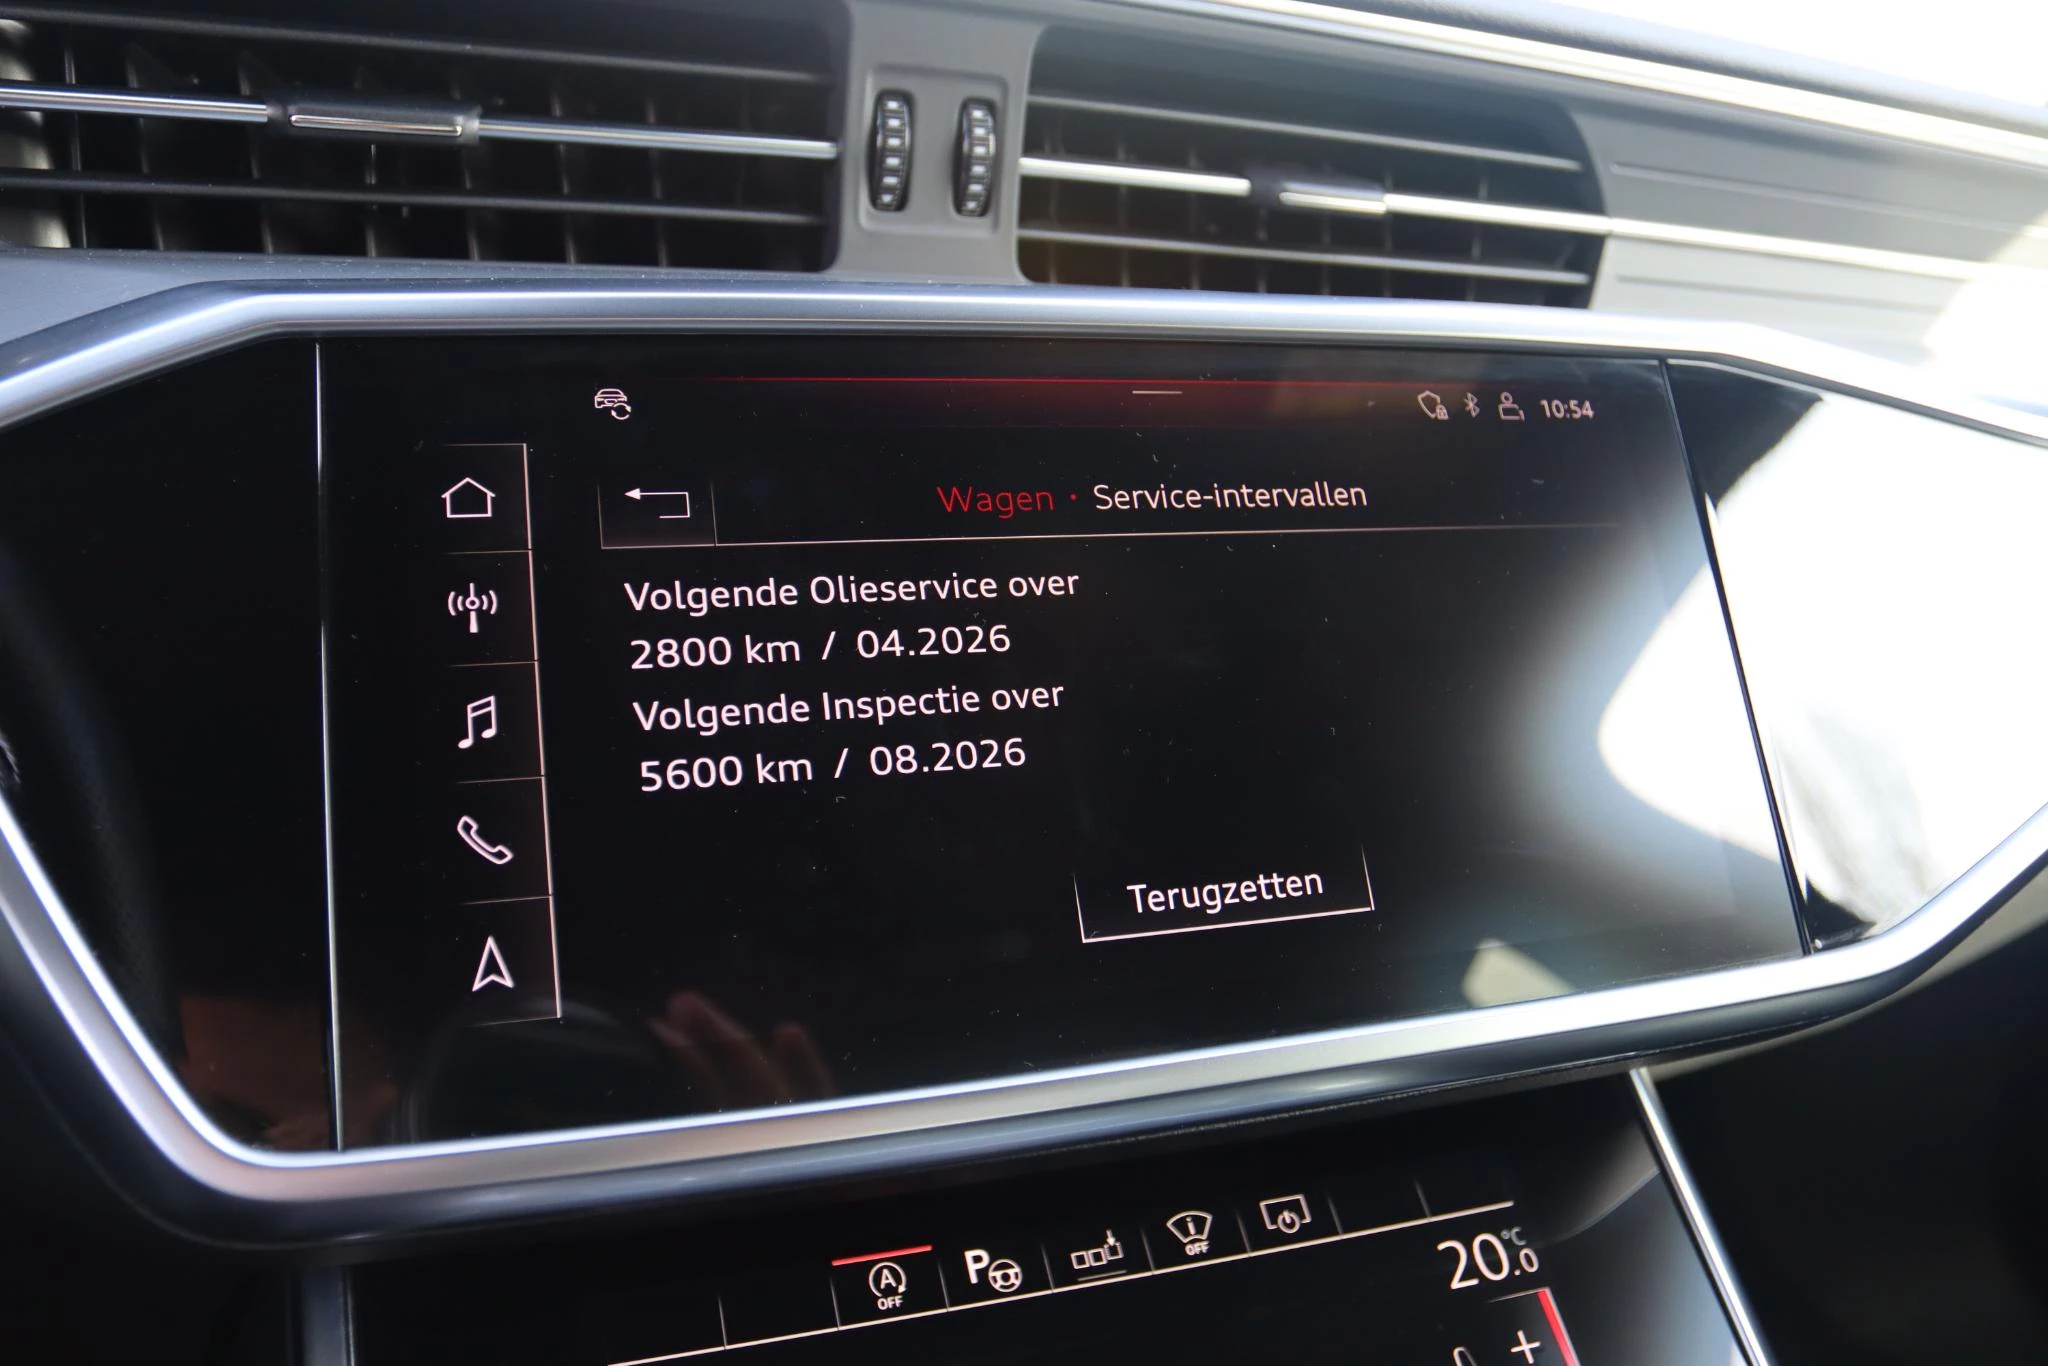 10:54
Wagen · Service-intervallen
Volgende Olieservice over
2800 km / 04.2026
Volgende Inspectie over
5600 km / 08.2026
Terugzetten
A
OFF
P
i
OFF
20.0 °C
+